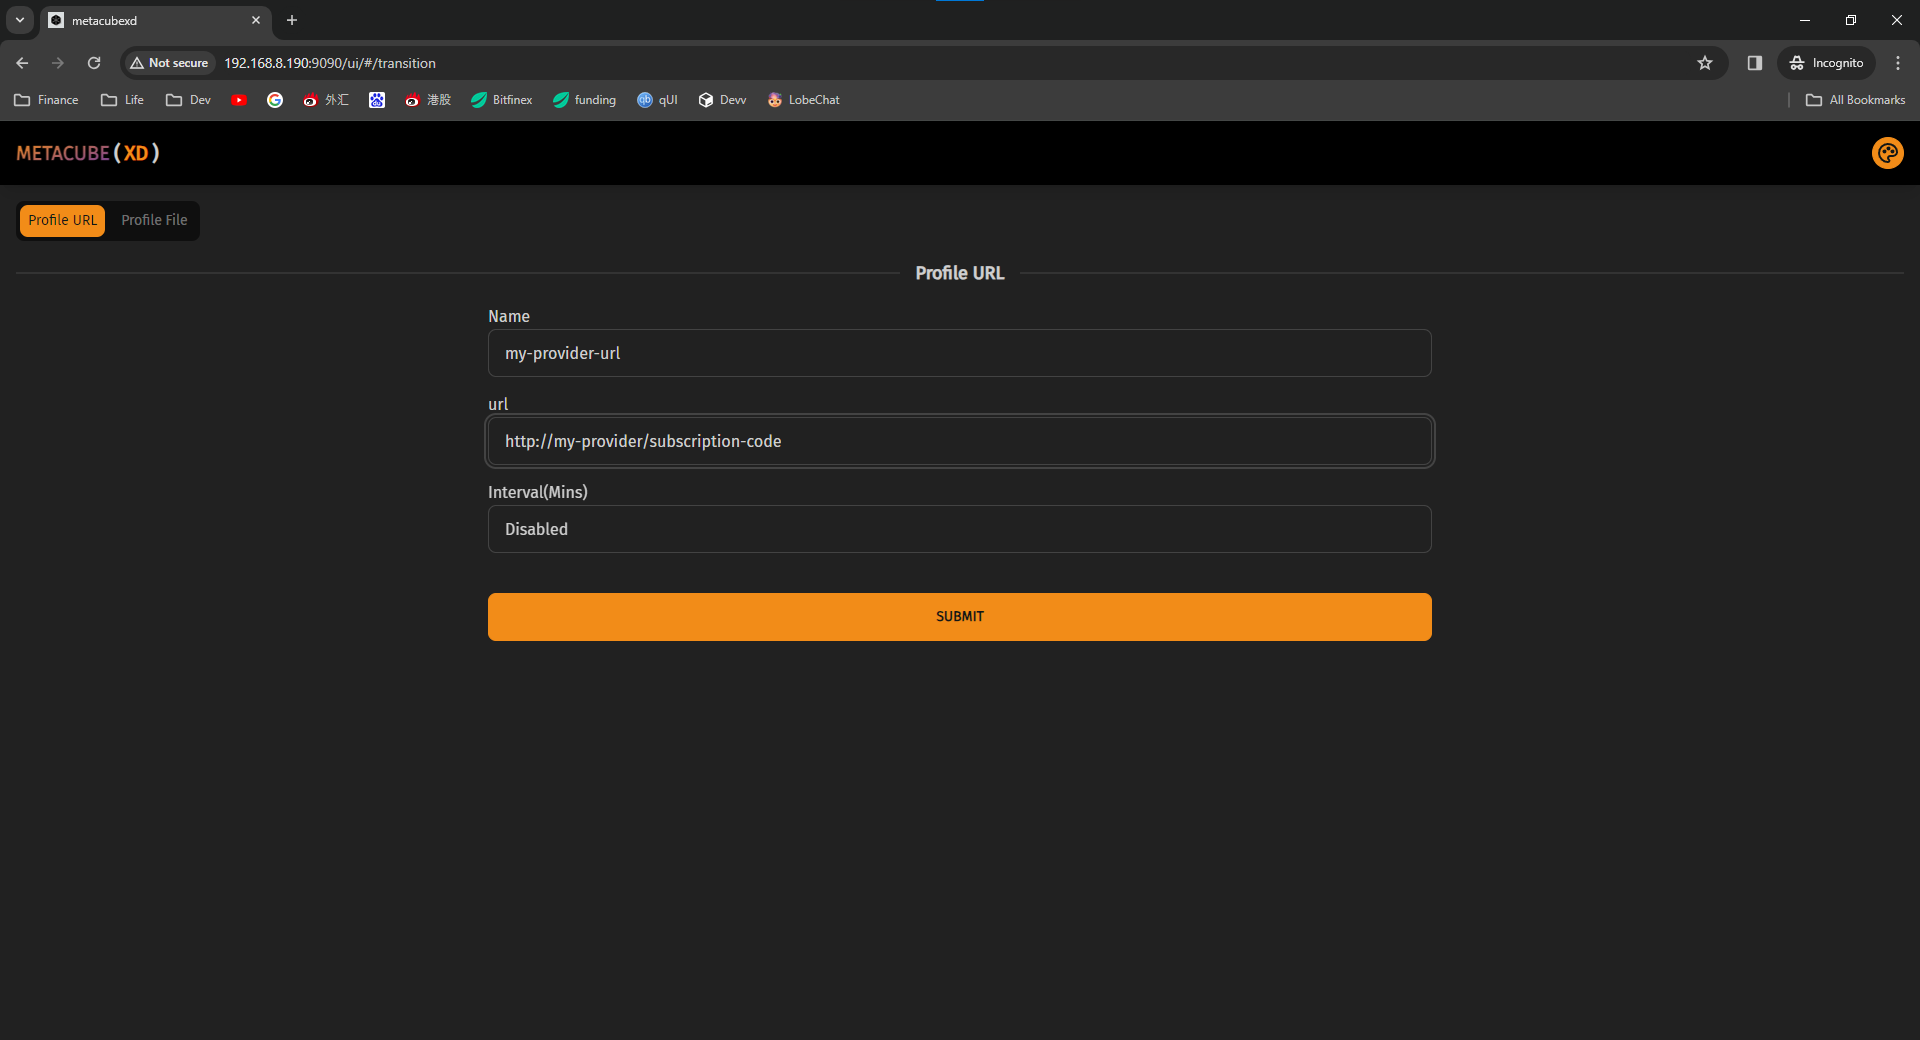 metacubexd
Not secure 192.168.8.190:9090/ui/#/transition Incognito
Finance Life Dev 外汇 港股 Bitfinex funding qb qUI Devv LobeChat All Bookmarks
METACUBE(XD)
Profile URL Profile File
Profile URL
Name
my-provider-url
url
http://my-provider/subscription-code
Interval(Mins)
Disabled
SUBMIT